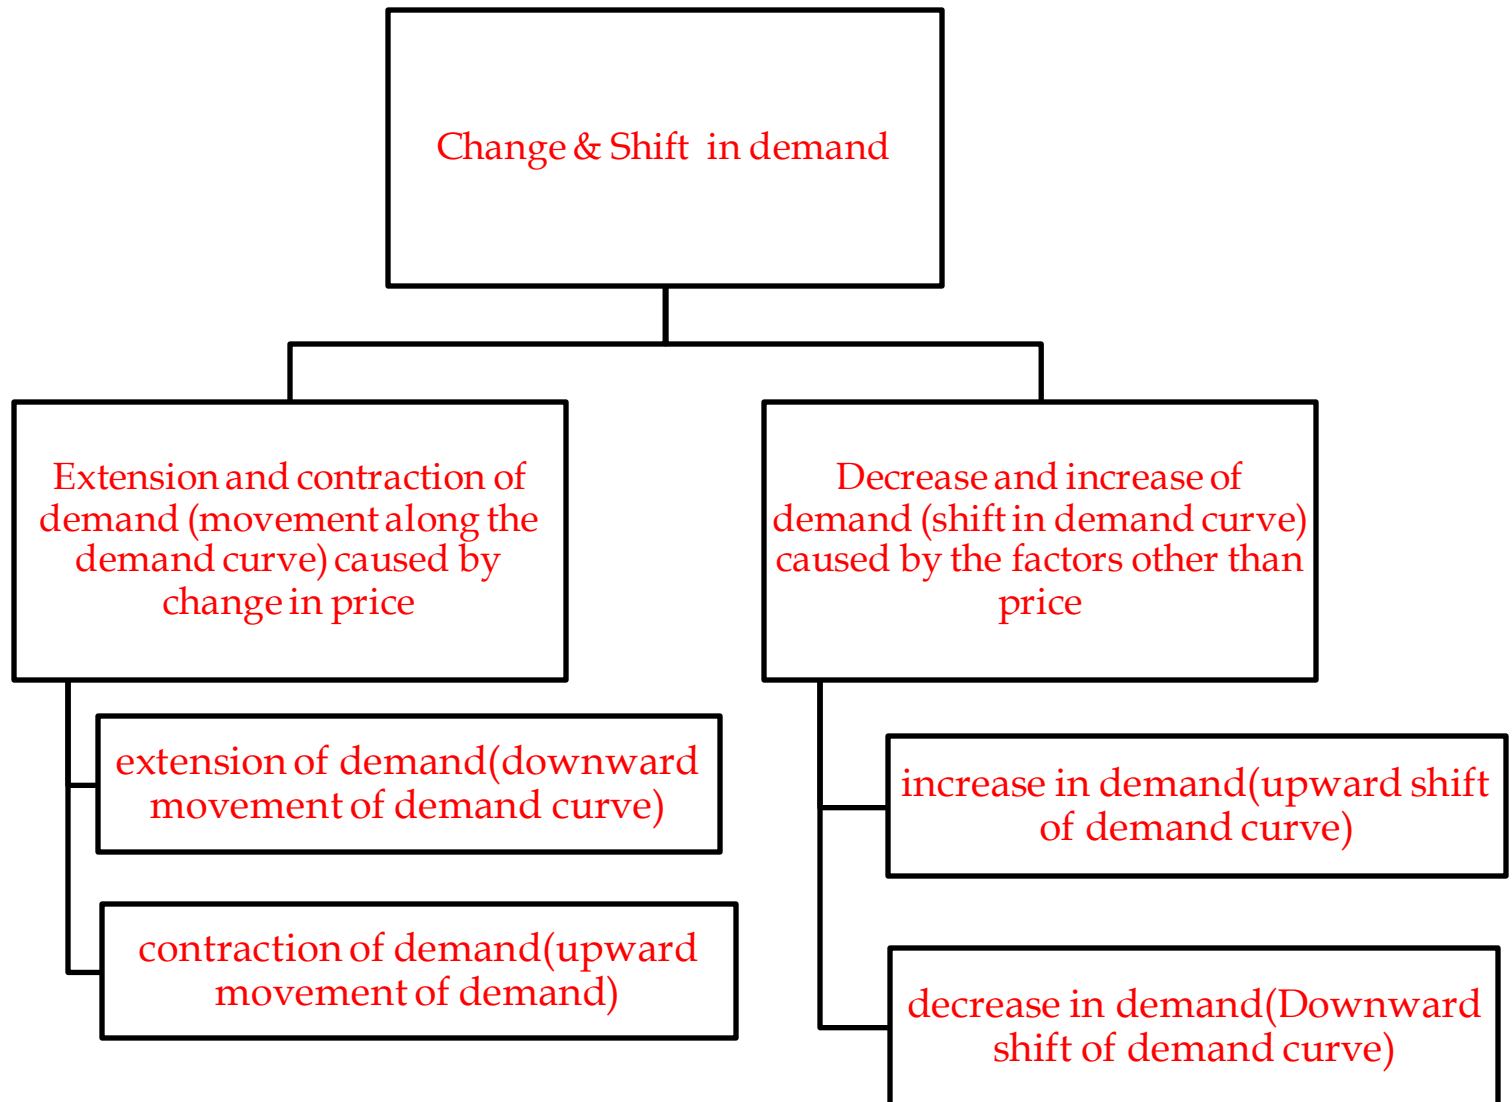 Change & Shift in demand
Extension and contraction of
demand (movement along the
demand curve) caused by
change in price
Decrease and increase of
demand (shift in demand curve)
caused by the factors other than
price
extension of demand(downward
movement of demand curve)
contraction of demand(upward
movement of demand)
increase in demand(upward shift
of demand curve)
decrease in demand(Downward
shift of demand curve)